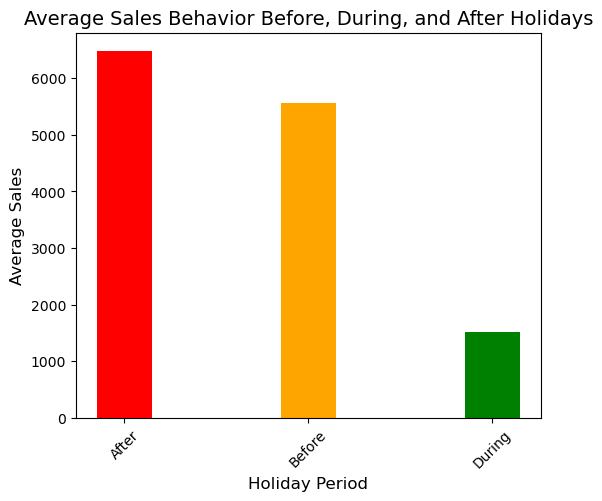 Average Sales Behavior Before, During, and After Holidays
Average Sales
6000
5000
4000
3000
2000
1000
0
After
Before
During
Holiday Period